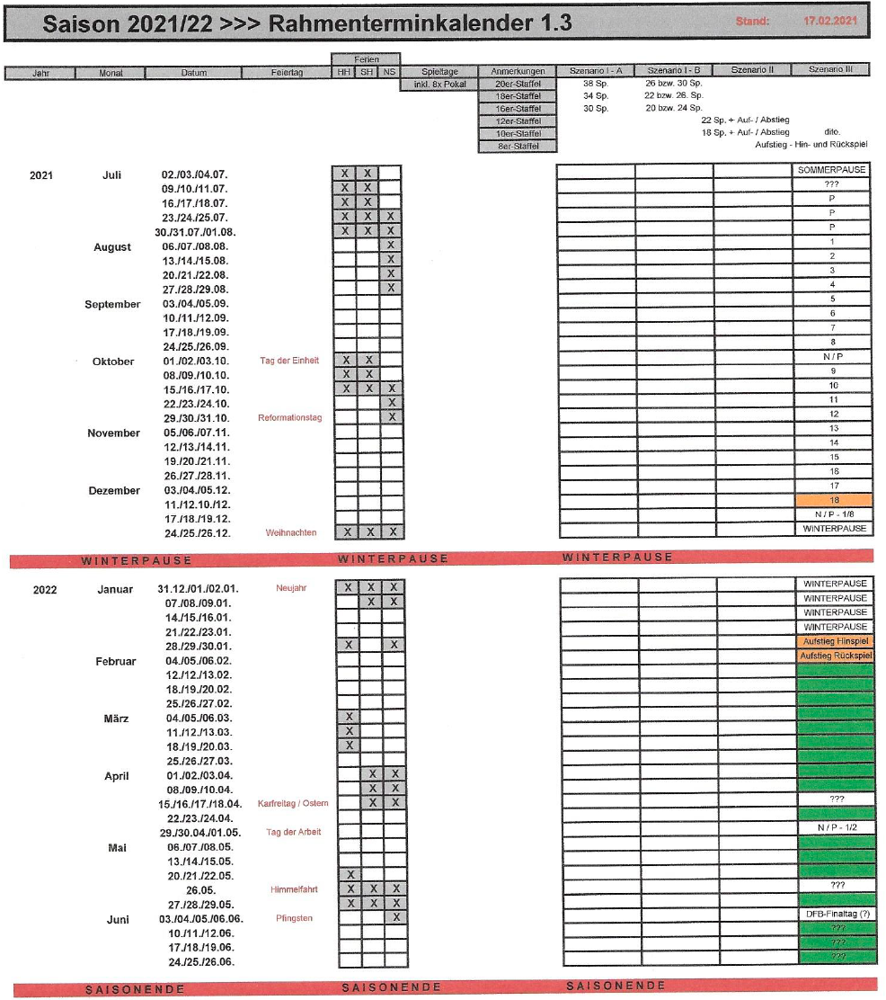 Saison 2021/22 >>> Rahmenterminkalender 1.3 Stand: 17.02.2021
Ferien
Jahr Monat Datum Feiertag HH SH NS Spieltage Anmerkungen Szenario I - A Szenario I - B Szenario II Szenario III
inkl. 8x Pokal 20er-Staffel 38 Sp. 26 bzw. 30 Sp.
18er-Staffel 34 Sp. 22 bzw. 26. Sp.
16er-Staffel 30 Sp. 20 bzw. 24 Sp.
12er-Staffel 22 Sp. + Auf- / Abstieg
10er-Staffel 18 Sp. + Auf- / Abstieg dito.
8er-Staffel Aufstieg - Hin- und Rückspiel
2021 Juli 02./03./04.07. X X SOMMERPAUSE
09./10./11.07. X X ???
16./17./18.07. X X P
23./24./25.07. X X X P
30./31.07./01.08. X X X P
August 06./07./08.08. X 1
13./14./15.08. X 2
20./21./22.08. X 3
27./28./29.08. X 4
September 03./04./05.09. 5
10./11./12.09. 6
17./18./19.09. 7
24./25./26.09. 8
Oktober 01./02./03.10. Tag der Einheit X X N / P
08./09./10.10. X X 9
15./16./17.10. X X X 10
22./23./24.10. X 11
29./30./31.10. Reformationstag X 12
November 05./06./07.11. 13
12./13./14.11. 14
19./20./21.11. 15
26./27./28.11. 16
Dezember 03./04./05.12. 17
11./12.10./12. 18
17./18./19.12. N / P - 1/8
24./25./26.12. Weihnachten X X X WINTERPAUSE
WINTERPAUSE WINTERPAUSE WINTERPAUSE
2022 Januar 31.12./01./02.01. Neujahr X X X WINTERPAUSE
07./08./09.01. X X WINTERPAUSE
14./15./16.01. WINTERPAUSE
21./22./23.01. WINTERPAUSE
28./29./30.01. X X Aufstieg Hinspiel
Februar 04./05./06.02. Aufstieg Rückspiel
12./12./13.02.
18./19./20.02.
25./26./27.02.
März 04./05./06.03. X
11./12./13.03. X
18./19./20.03. X
25./26./27.03.
April 01./02./03.04. X X
08./09./10.04. X X
15./16./17./18.04. Karfreitag / Ostern X X ???
22./23./24.04.
29./30.04./01.05. Tag der Arbeit N / P - 1/2
Mai 06./07./08.05.
13./14./15.05.
20./21./22.05. X
26.05. Himmelfahrt X X X ???
27./28./29.05. X X X
Juni 03./04./05./06.06. Pfingsten X DFB-Finaltag (?)
10./11./12.06. ???
17./18./19.06. ???
24./25./26.06. ???
SAISONENDE SAISONENDE SAISONENDE